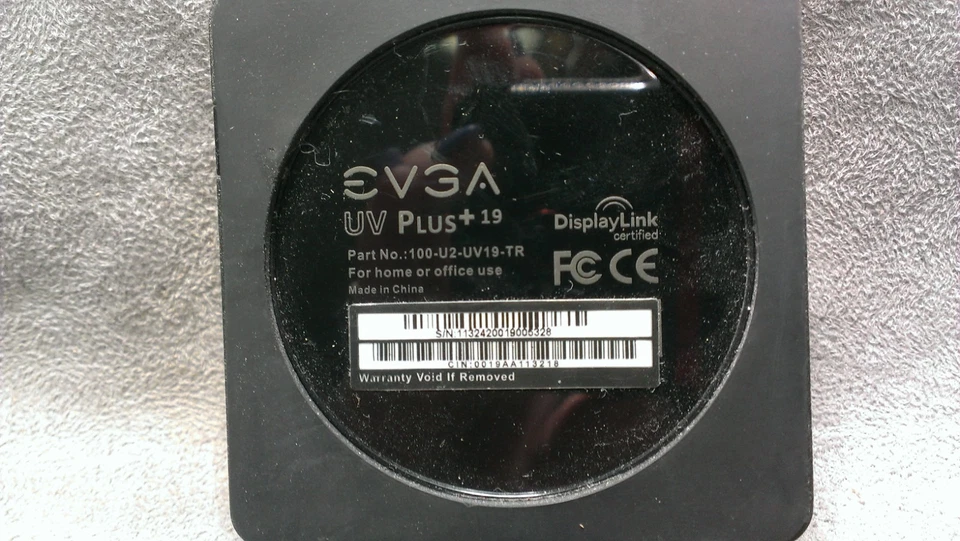 EVGA
UV Plus+ 19
DisplayLink
certified
Part No.:100-U2-UV19-TR
For home or office use
Made in China
FC CE
S/N:1132420019006328
CIN:0019AA113218
Warranty Void If Removed